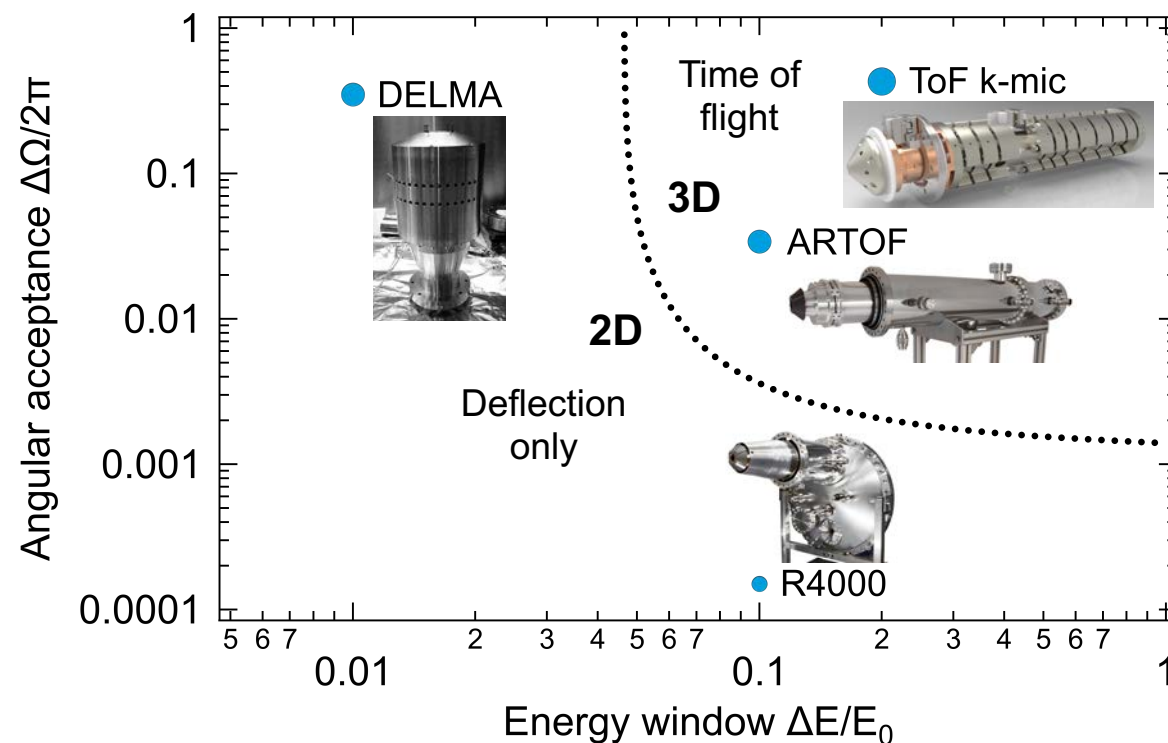 1
0.1
0.01
0.001
0.0001
Angular acceptance ΔΩ/2π
DELMA
Time of
flight
ToF k-mic
3D
ARTOF
2D
Deflection
only
R4000
5 6 7 2 3 4 5 6 7 2 3 4 5 6 7
0.01 0.1 1
Energy window ΔE/E₀